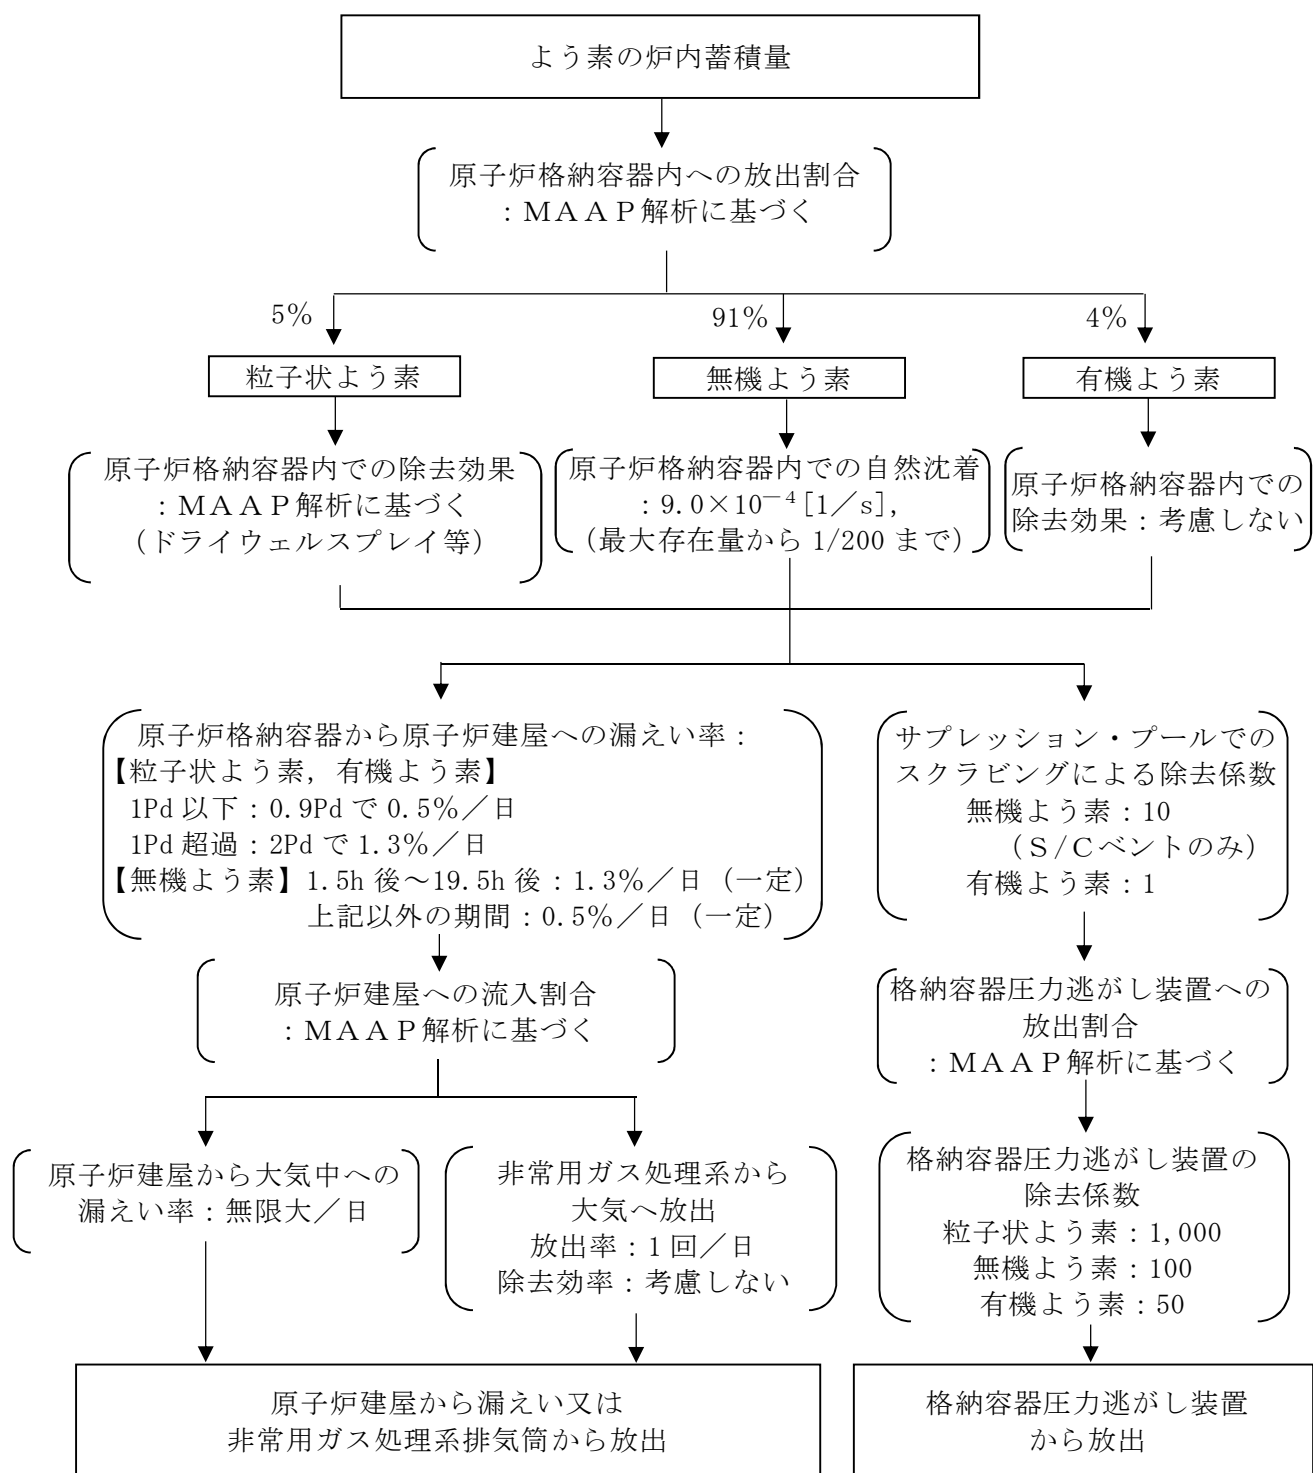 よう素の炉内蓄積量
原子炉格納容器内への放出割合
：ＭＡＡＰ解析に基づく
5%
91%
4%
粒子状よう素
無機よう素
有機よう素
原子炉格納容器内での除去効果
：ＭＡＡＰ解析に基づく
（ドライウェルスプレイ等）
原子炉格納容器内での自然沈着
：9.0×10⁻⁴[1／s],
（最大存在量から 1/200 まで）
原子炉格納容器内での
除去効果：考慮しない
原子炉格納容器から原子炉建屋への漏えい率：
【粒子状よう素，有機よう素】
1Pd 以下：0.9Pd で 0.5%／日
1Pd 超過：2Pd で 1.3%／日
【無機よう素】1.5h 後～19.5h 後：1.3%／日（一定）
上記以外の期間：0.5%／日（一定）
サプレッション・プールでの
スクラビングによる除去係数
無機よう素：10
（Ｓ/Ｃベントのみ）
有機よう素：1
原子炉建屋への流入割合
：ＭＡＡＰ解析に基づく
格納容器圧力逃がし装置への
放出割合
：ＭＡＡＰ解析に基づく
原子炉建屋から大気中への
漏えい率：無限大／日
非常用ガス処理系から
大気へ放出
放出率：1 回／日
除去効率：考慮しない
格納容器圧力逃がし装置の
除去係数
粒子状よう素：1,000
無機よう素：100
有機よう素：50
原子炉建屋から漏えい又は
非常用ガス処理系排気筒から放出
格納容器圧力逃がし装置
から放出